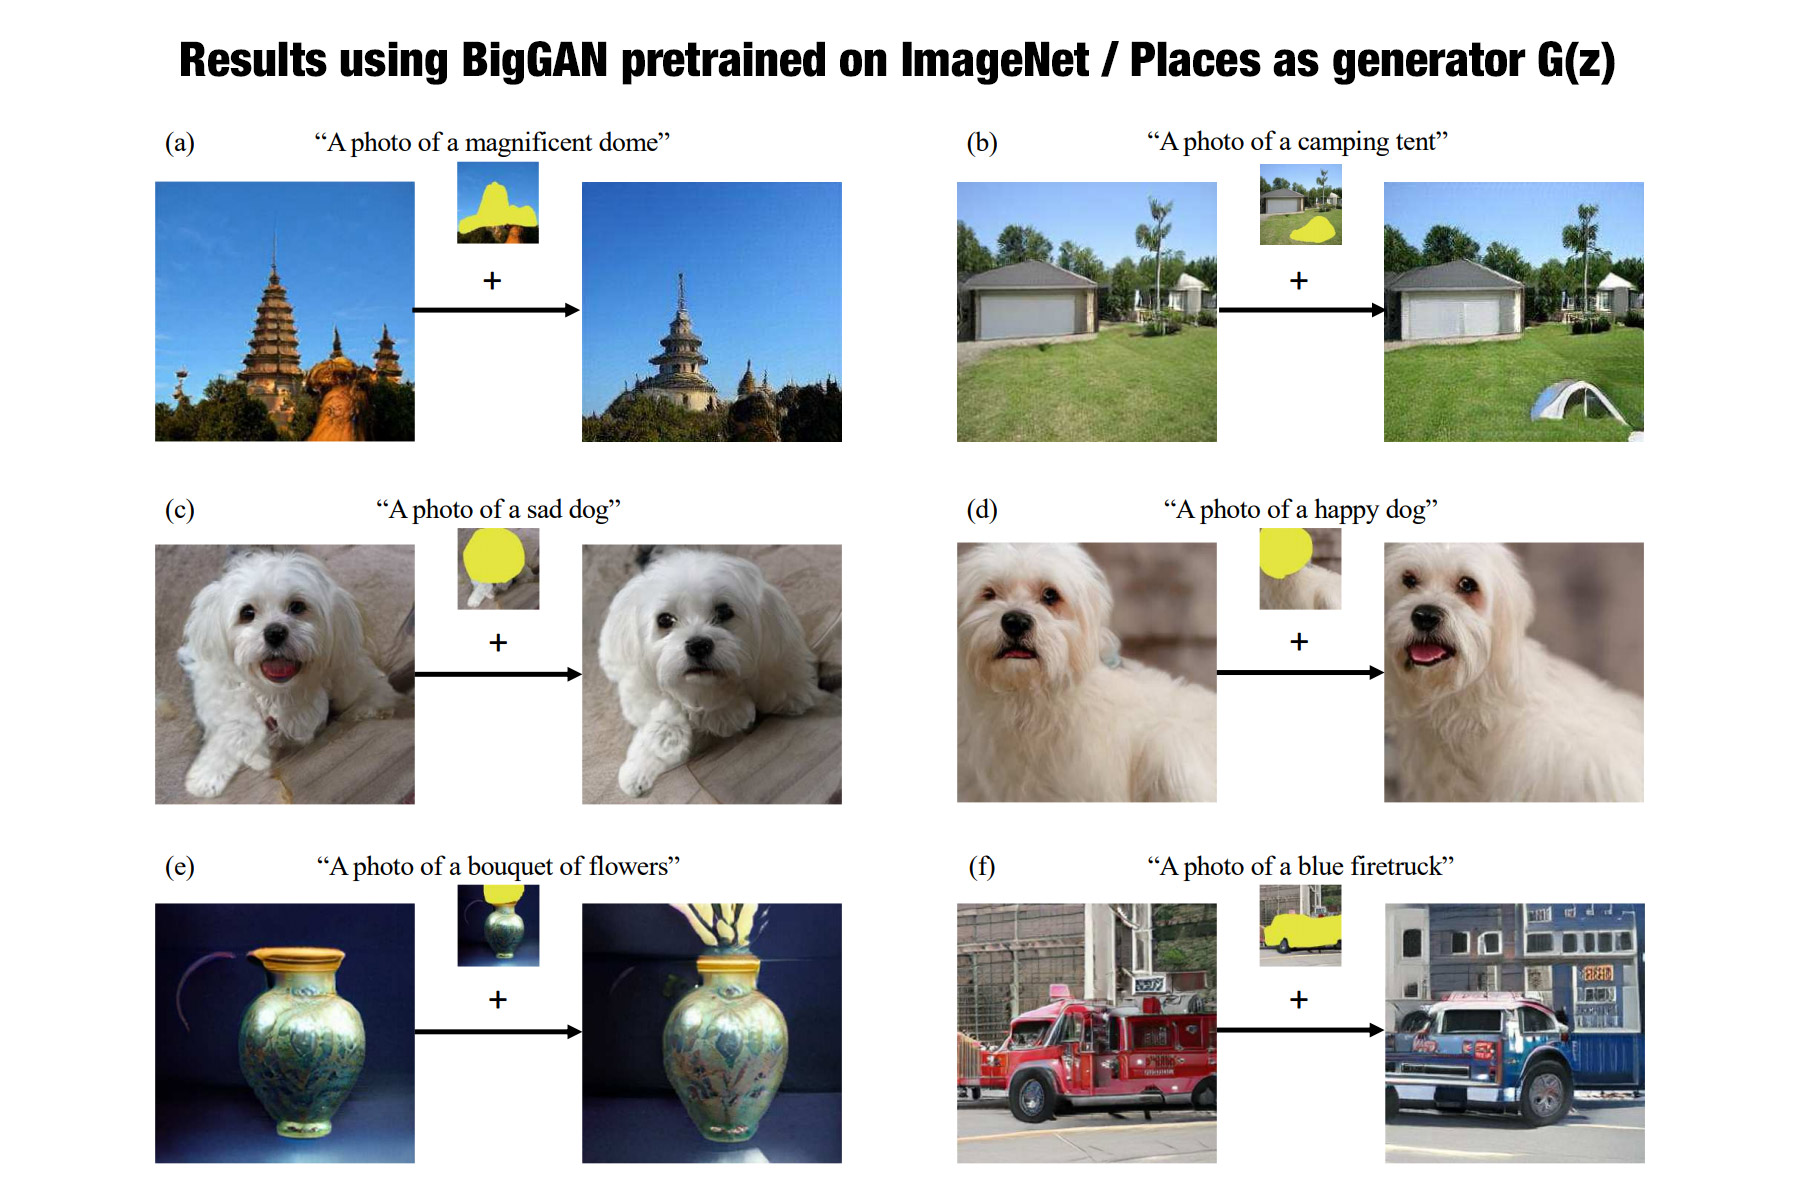 Results using BigGAN pretrained on ImageNet / Places as generator G(z)
(a) “A photo of a magnificent dome”
+
(b) “A photo of a camping tent”
+
(c) “A photo of a sad dog”
+
(d) “A photo of a happy dog”
+
(e) “A photo of a bouquet of flowers”
+
(f) “A photo of a blue firetruck”
+